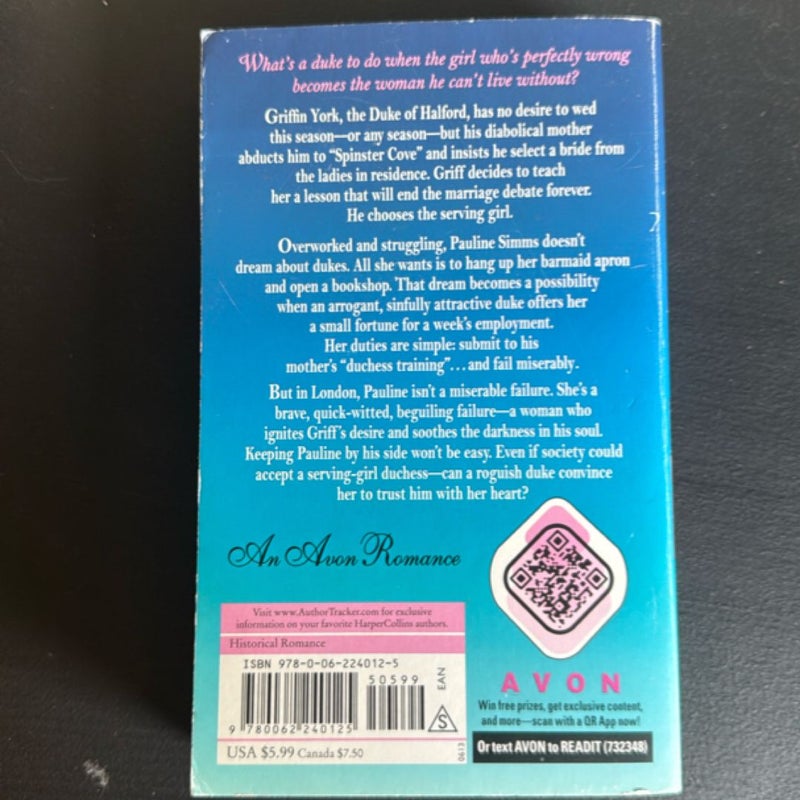 What's a duke to do when the girl who's perfectly wrong
becomes the woman he can't live without?
Griffin York, the Duke of Halford, has no desire to wed
this season—or any season—but his diabolical mother
abducts him to "Spinster Cove" and insists he select a bride from
the ladies in residence. Griff decides to teach
her a lesson that will end the marriage debate forever.
He chooses the serving girl.
Overworked and struggling, Pauline Simms doesn't
dream about dukes. All she wants is to hang up her barmaid apron
and open a bookshop. That dream becomes a possibility
when an arrogant, sinfully attractive duke offers her
a small fortune for a week's employment.
Her duties are simple: submit to his
mother's "duchess training"...and fail miserably.
But in London, Pauline isn't a miserable failure. She's a
brave, quick-witted, beguiling failure—a woman who
ignites Griff's desire and soothes the darkness in his soul.
Keeping Pauline by his side won't be easy. Even if society could
accept a serving-girl duchess—can a roguish duke convince
her to trust him with her heart?
An Avon Romance
Visit www.AuthorTracker.com for exclusive
information on your favorite HarperCollins authors.
Historical Romance
ISBN 978-0-06-224012-5
50599
EAN
9 780062 240125
S
0613
USA $5.99 Canada $7.50
AVON
Win free prizes, get exclusive content,
and more—scan with a QR App now!
Or text AVON to READIT (732348)